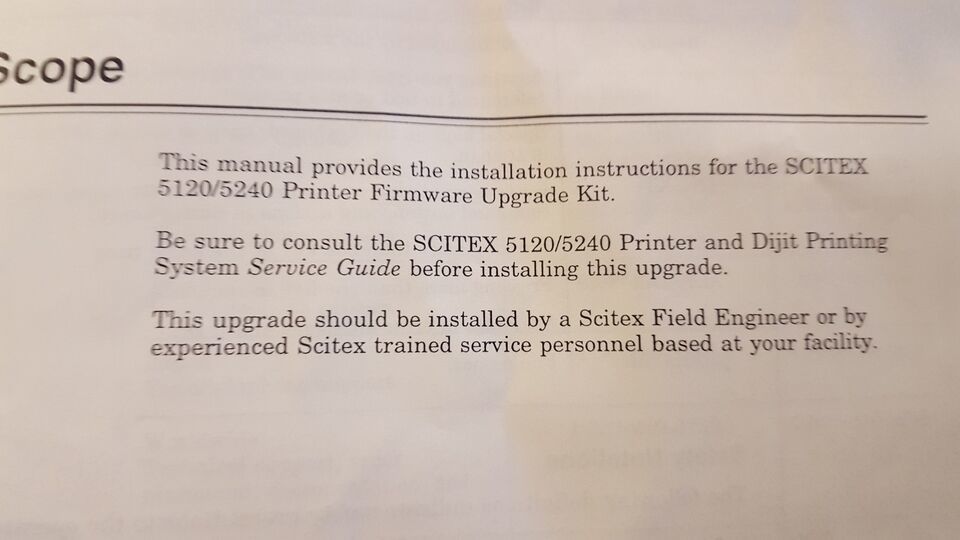 Scope
This manual provides the installation instructions for the SCITEX
5120/5240 Printer Firmware Upgrade Kit.
Be sure to consult the SCITEX 5120/5240 Printer and Dijit Printing
System Service Guide before installing this upgrade.
This upgrade should be installed by a Scitex Field Engineer or by
experienced Scitex trained service personnel based at your facility.